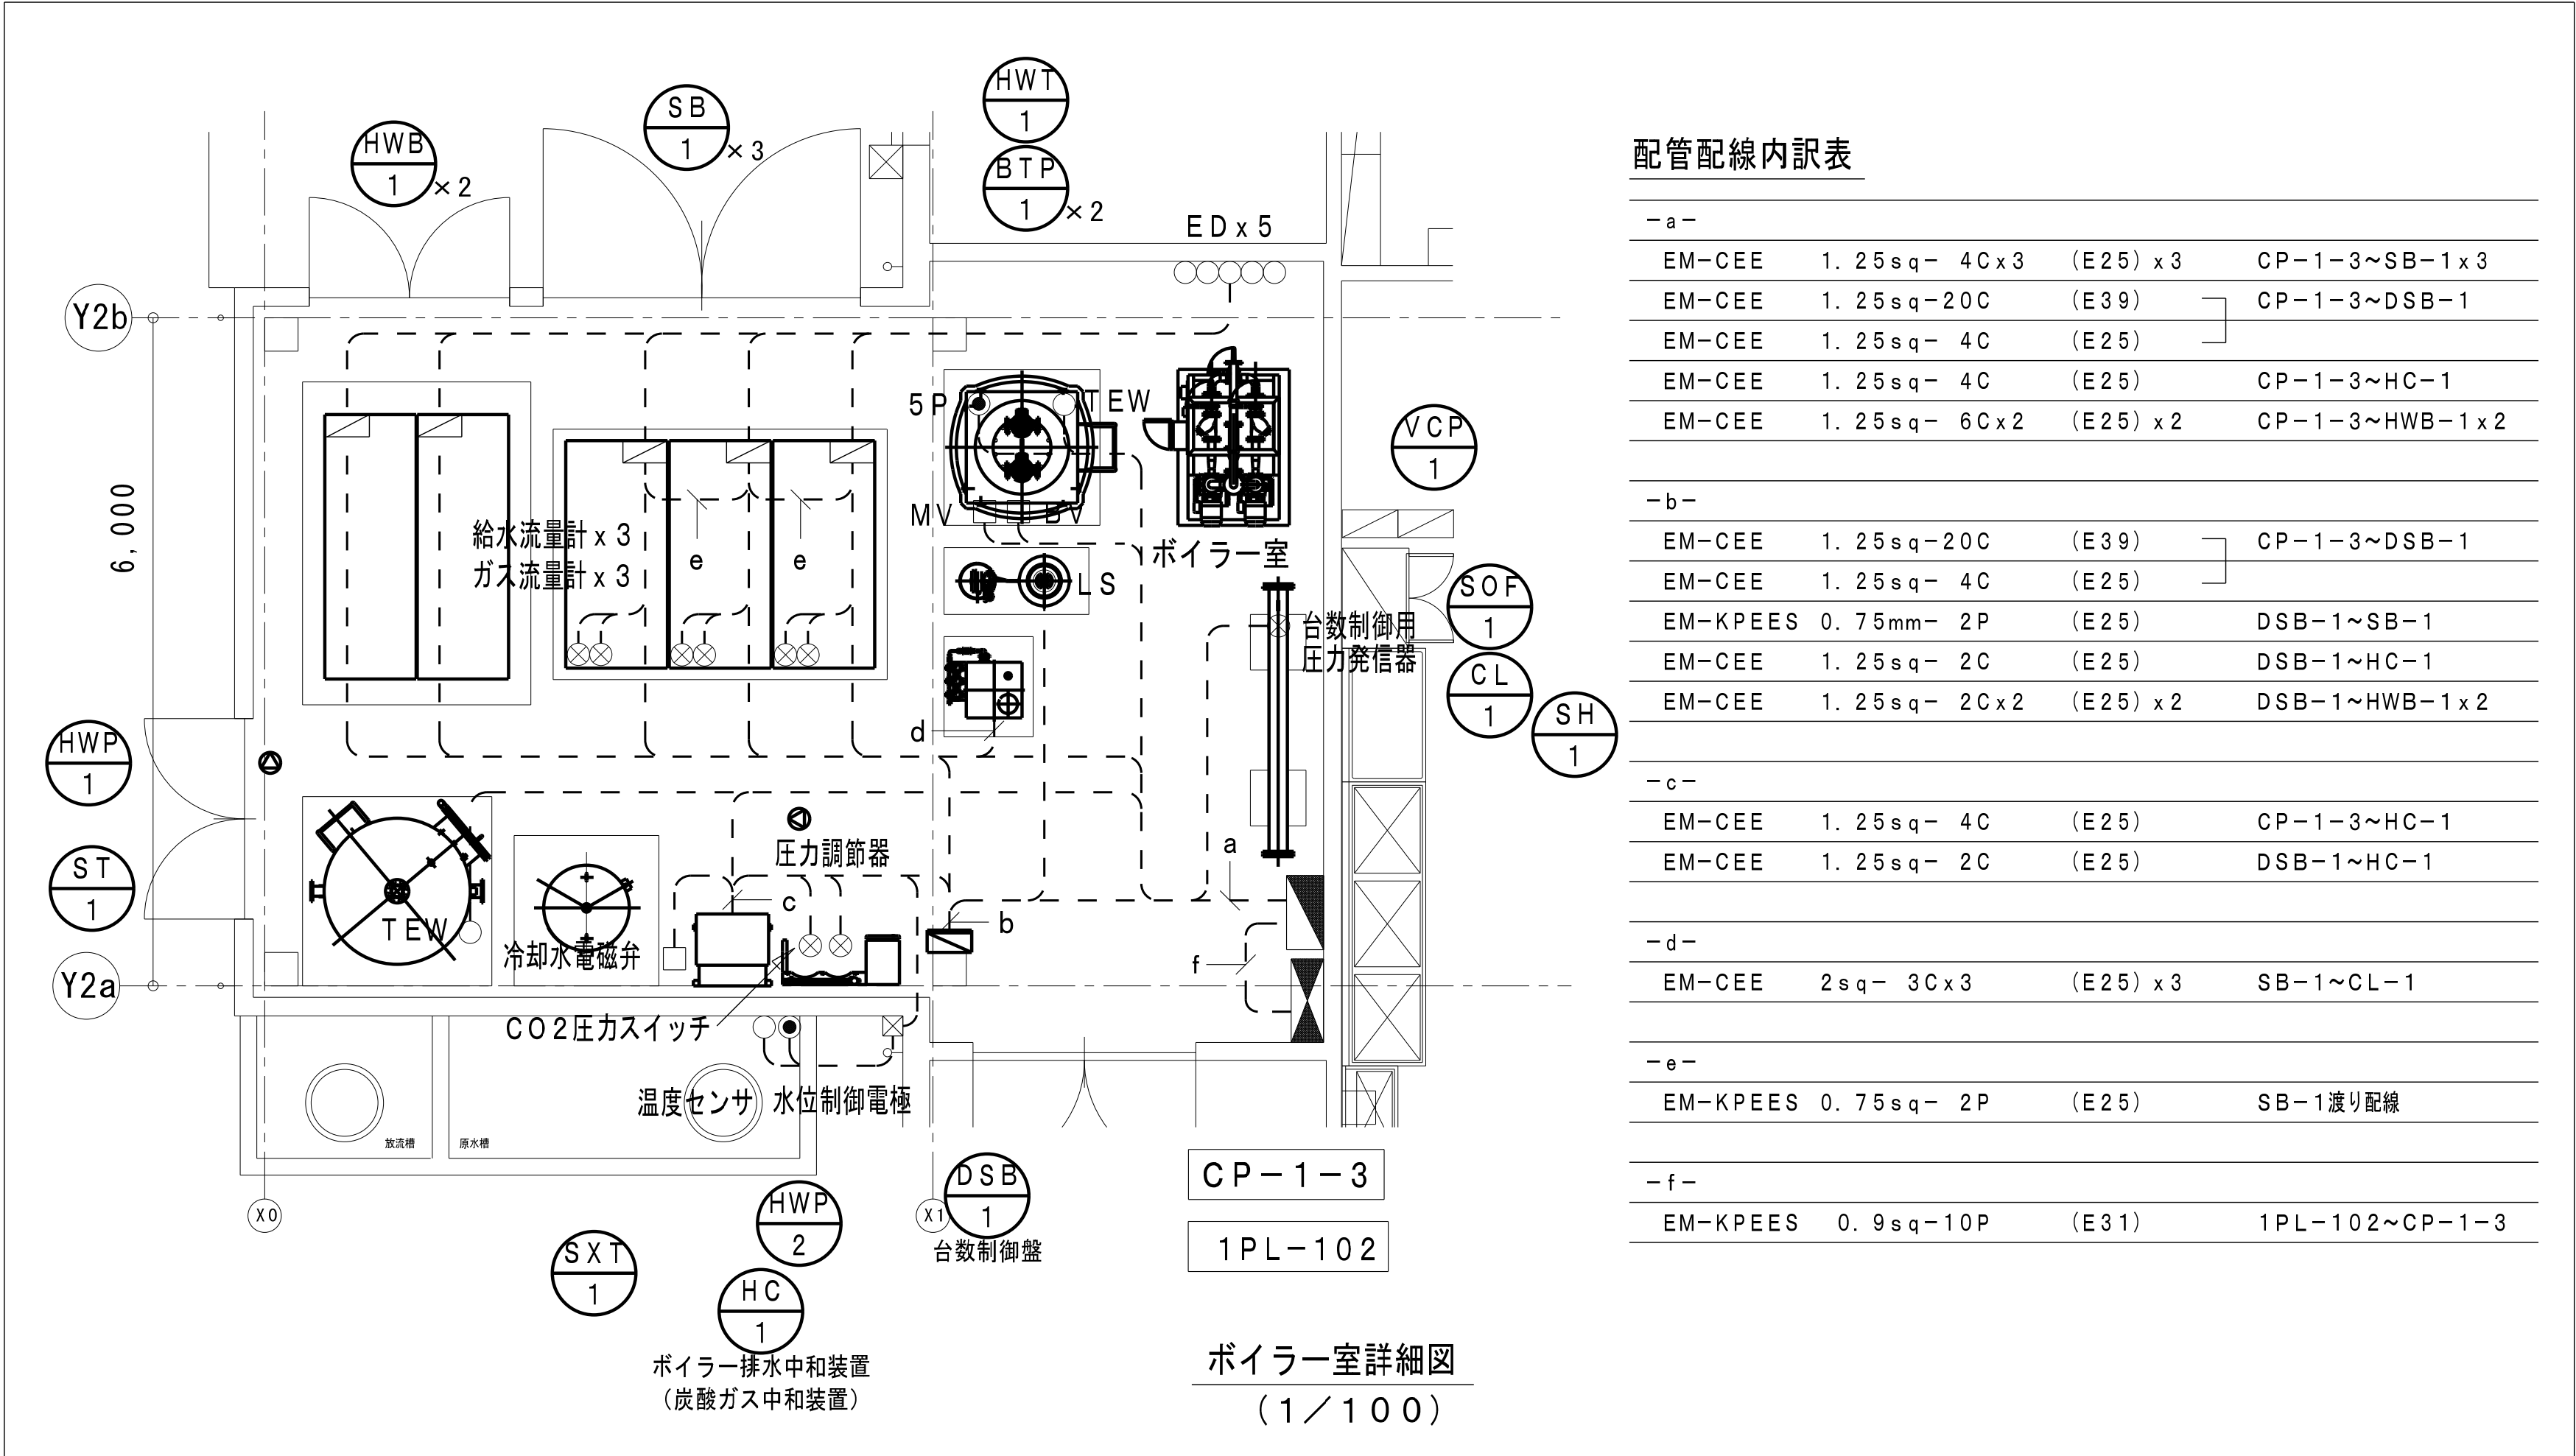 HWT
1
SB
1
×3
HWB
1
×2
BTP
1
×2
EDx5
Y2b
6,000
5P
TEW
VCP
1
MV
BV
ボイラー室
給水流量計x3
ガス流量計x3
e
e
LS
SOF
1
台数制御用
圧力発信器
CL
1
SH
1
d
HWP
1
圧力調節器
a
ST
1
c
b
TEW
冷却水電磁弁
f
Y2a
CO2圧力スイッチ
温度センサ
水位制御電極
放流槽
原水槽
X0
X1
DSB
1
台数制御盤
CP-1-3
1PL-102
HWP
2
SXT
1
HC
1
ボイラー排水中和装置
(炭酸ガス中和装置)
ボイラー室詳細図
(1/100)
配管配線内訳表
-a-
EM-CEE 1.25sq- 4Cx3 (E25)x3 CP-1-3~SB-1x3
EM-CEE 1.25sq-20C (E39) CP-1-3~DSB-1
EM-CEE 1.25sq- 4C (E25)
EM-CEE 1.25sq- 4C (E25) CP-1-3~HC-1
EM-CEE 1.25sq- 6Cx2 (E25)x2 CP-1-3~HWB-1x2
-b-
EM-CEE 1.25sq-20C (E39) CP-1-3~DSB-1
EM-CEE 1.25sq- 4C (E25)
EM-KPEES 0.75mm- 2P (E25) DSB-1~SB-1
EM-CEE 1.25sq- 2C (E25) DSB-1~HC-1
EM-CEE 1.25sq- 2Cx2 (E25)x2 DSB-1~HWB-1x2
-c-
EM-CEE 1.25sq- 4C (E25) CP-1-3~HC-1
EM-CEE 1.25sq- 2C (E25) DSB-1~HC-1
-d-
EM-CEE 2sq- 3Cx3 (E25)x3 SB-1~CL-1
-e-
EM-KPEES 0.75sq- 2P (E25) SB-1渡り配線
-f-
EM-KPEES 0.9sq-10P (E31) 1PL-102~CP-1-3